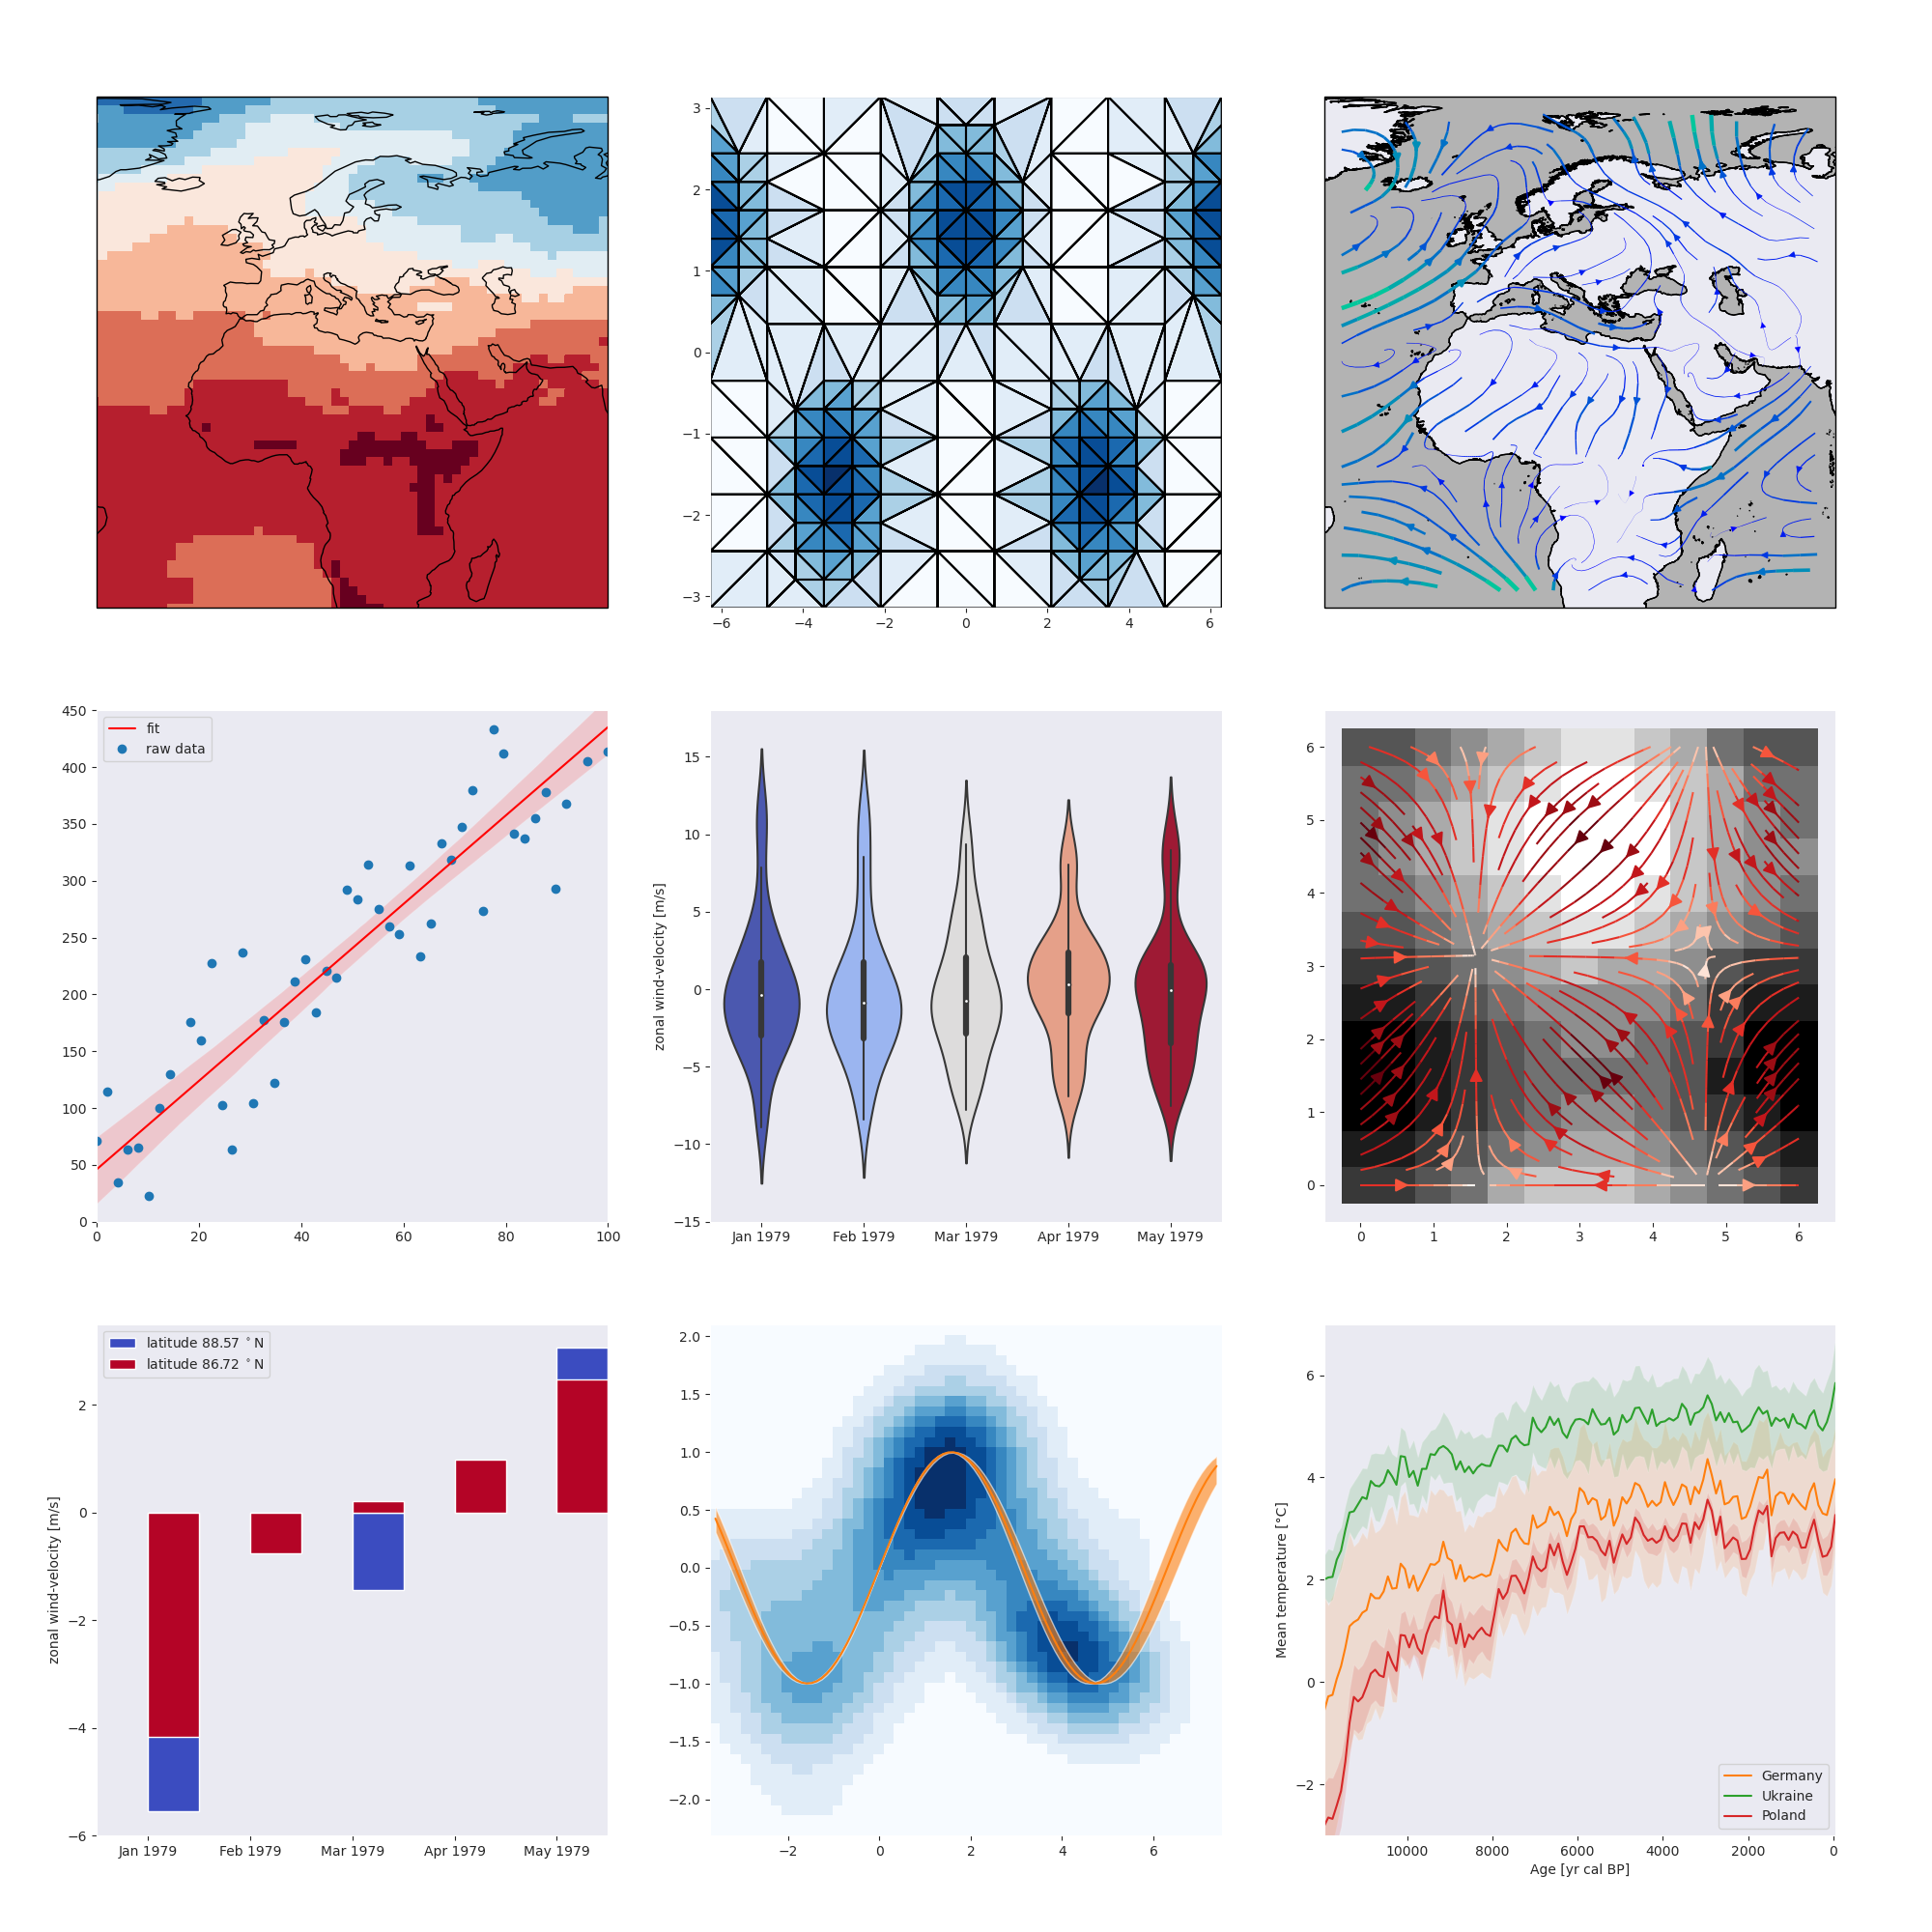 3
2
1
0
−1
−2
−3
−6 −4 −2 0 2 4 6
450
400
350
300
250
200
150
100
50
0
0 20 40 60 80 100
fit
raw data
zonal wind-velocity [m/s]
15
10
5
0
−5
−10
−15
Jan 1979 Feb 1979 Mar 1979 Apr 1979 May 1979
6
5
4
3
2
1
0
0 1 2 3 4 5 6
latitude 88.57 °N
latitude 86.72 °N
zonal wind-velocity [m/s]
2
0
−2
−4
−6
Jan 1979 Feb 1979 Mar 1979 Apr 1979 May 1979
2.0
1.5
1.0
0.5
0.0
−0.5
−1.0
−1.5
−2.0
−2 0 2 4 6
Mean temperature [°C]
6
4
2
0
−2
Germany
Ukraine
Poland
10000 8000 6000 4000 2000 0
Age [yr cal BP]